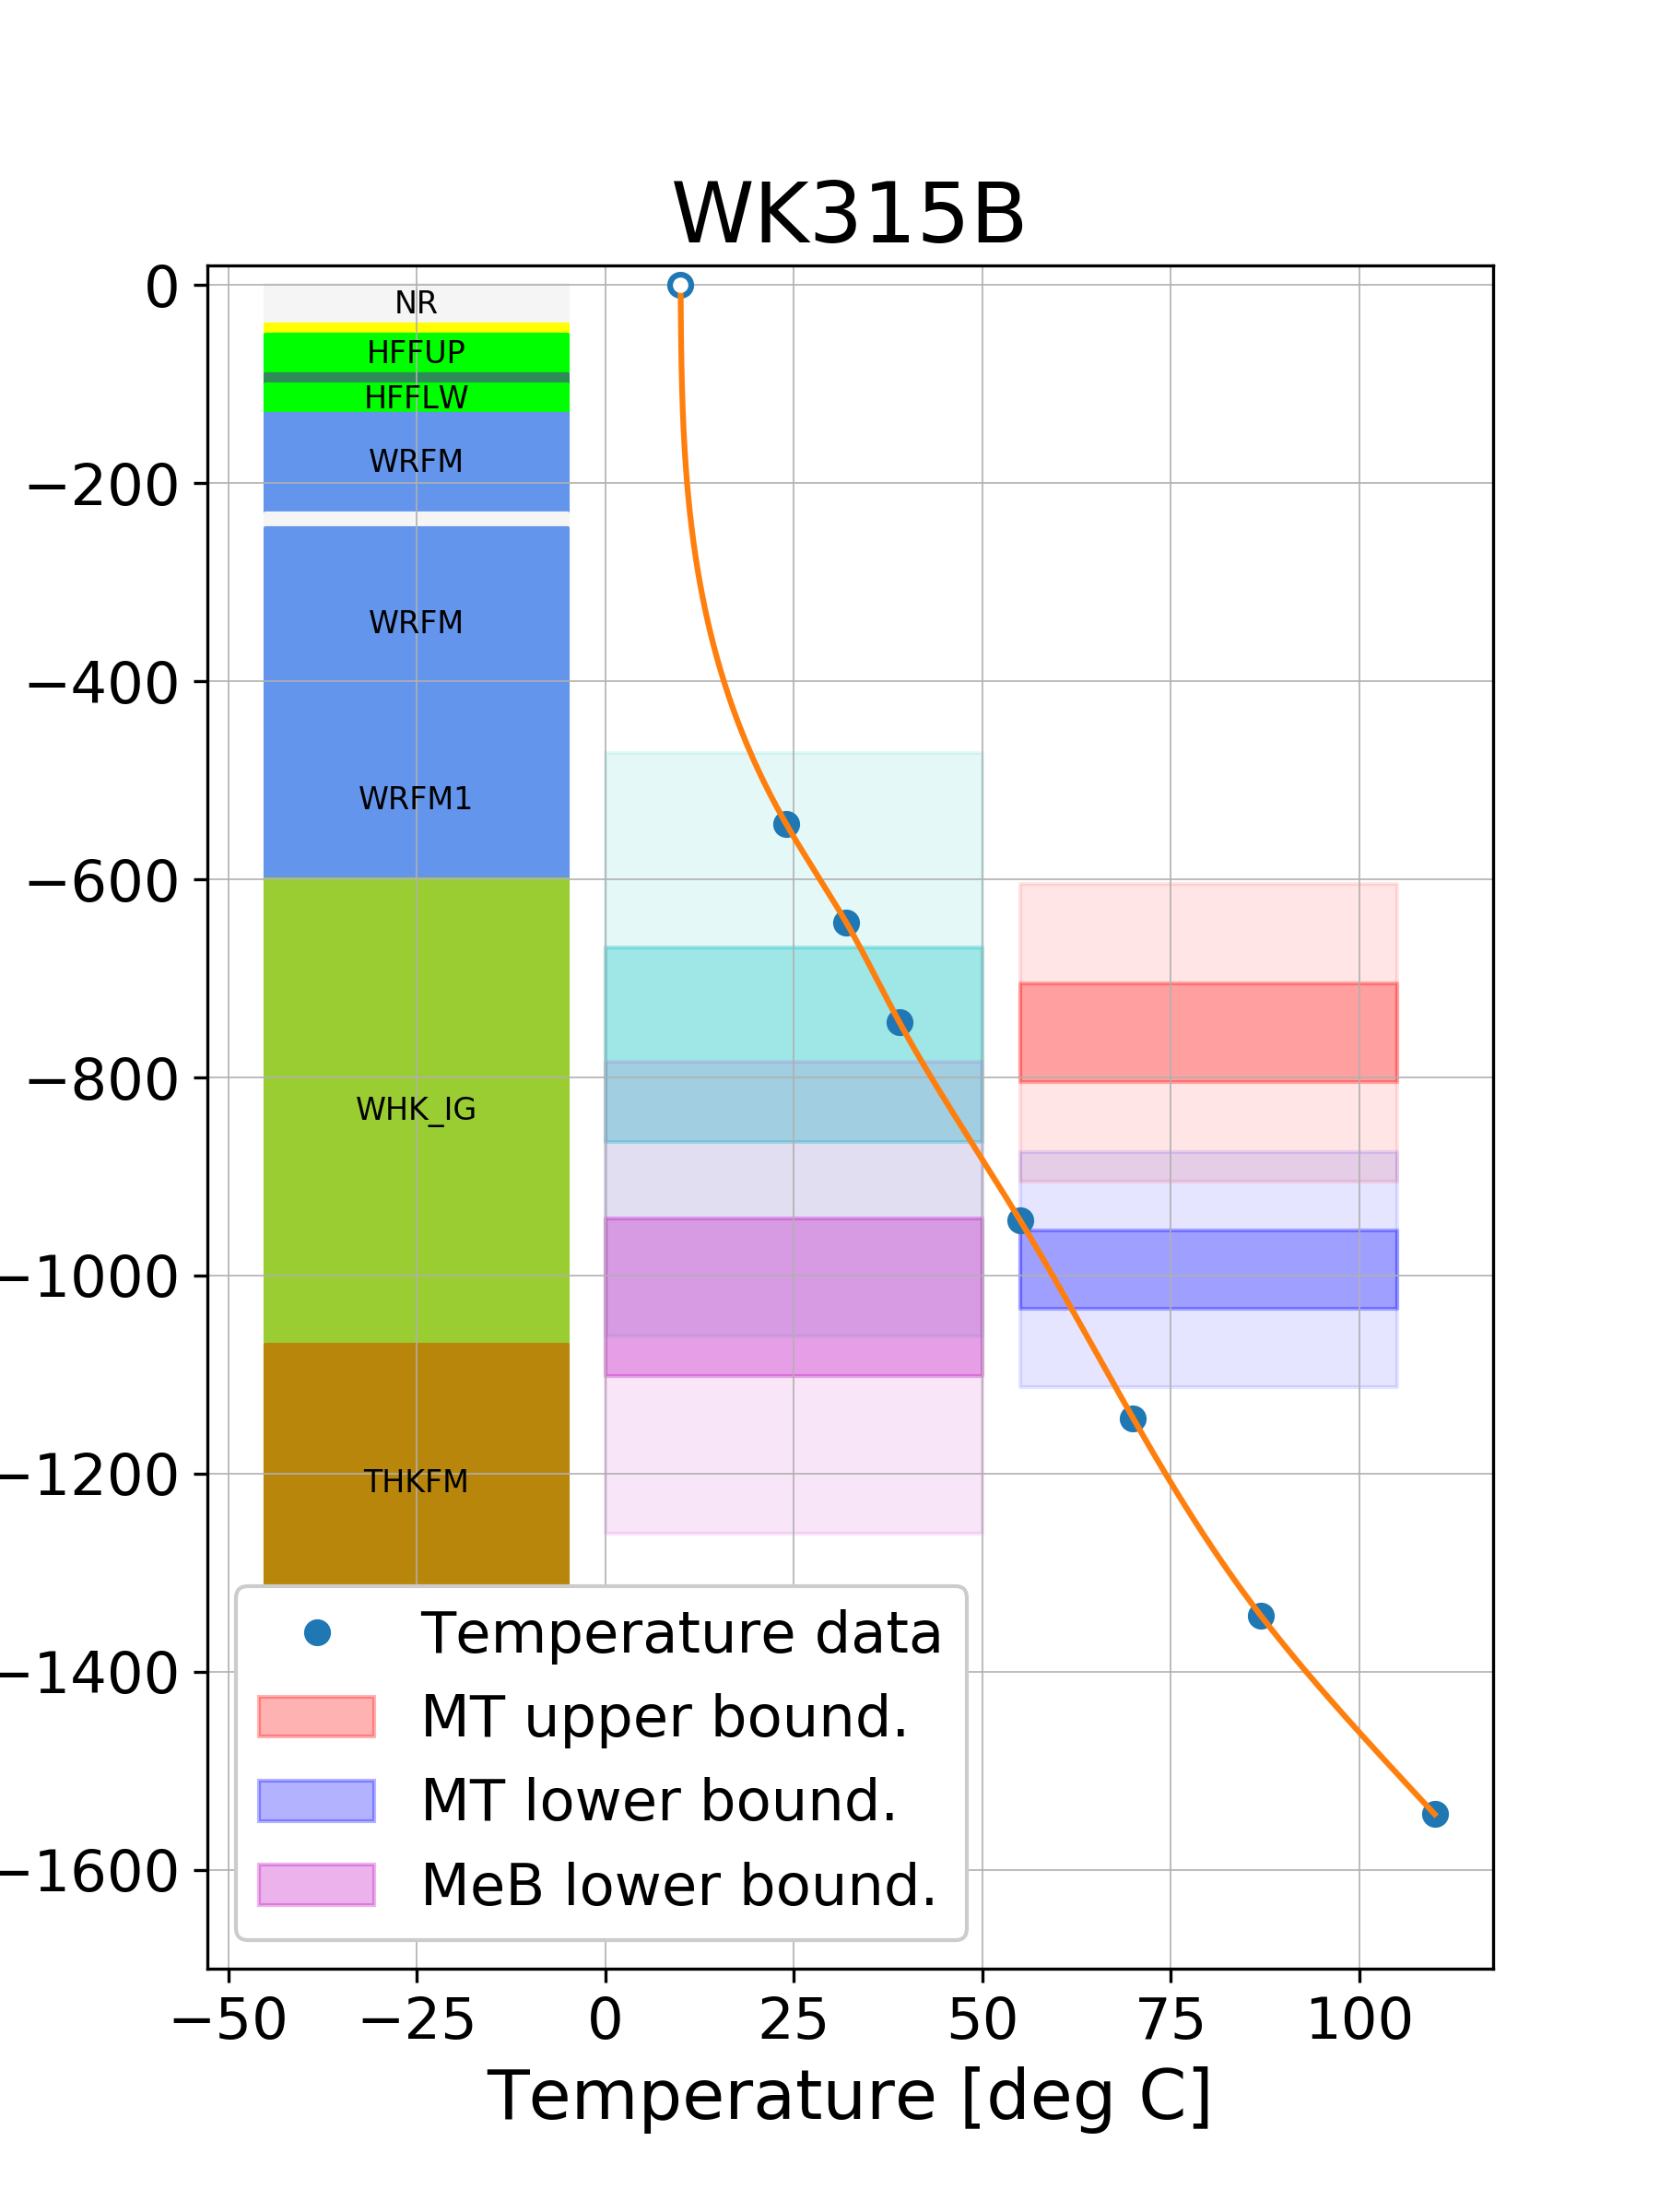 WK315B
0
−200
−400
−600
−800
−1000
−1200
−1400
−1600
NR
HFFUP
HFFLW
WRFM
WRFM
WRFM1
WHK_IG
THKFM
Temperature data
MT upper bound.
MT lower bound.
MeB lower bound.
−50 −25 0 25 50 75 100
Temperature [deg C]